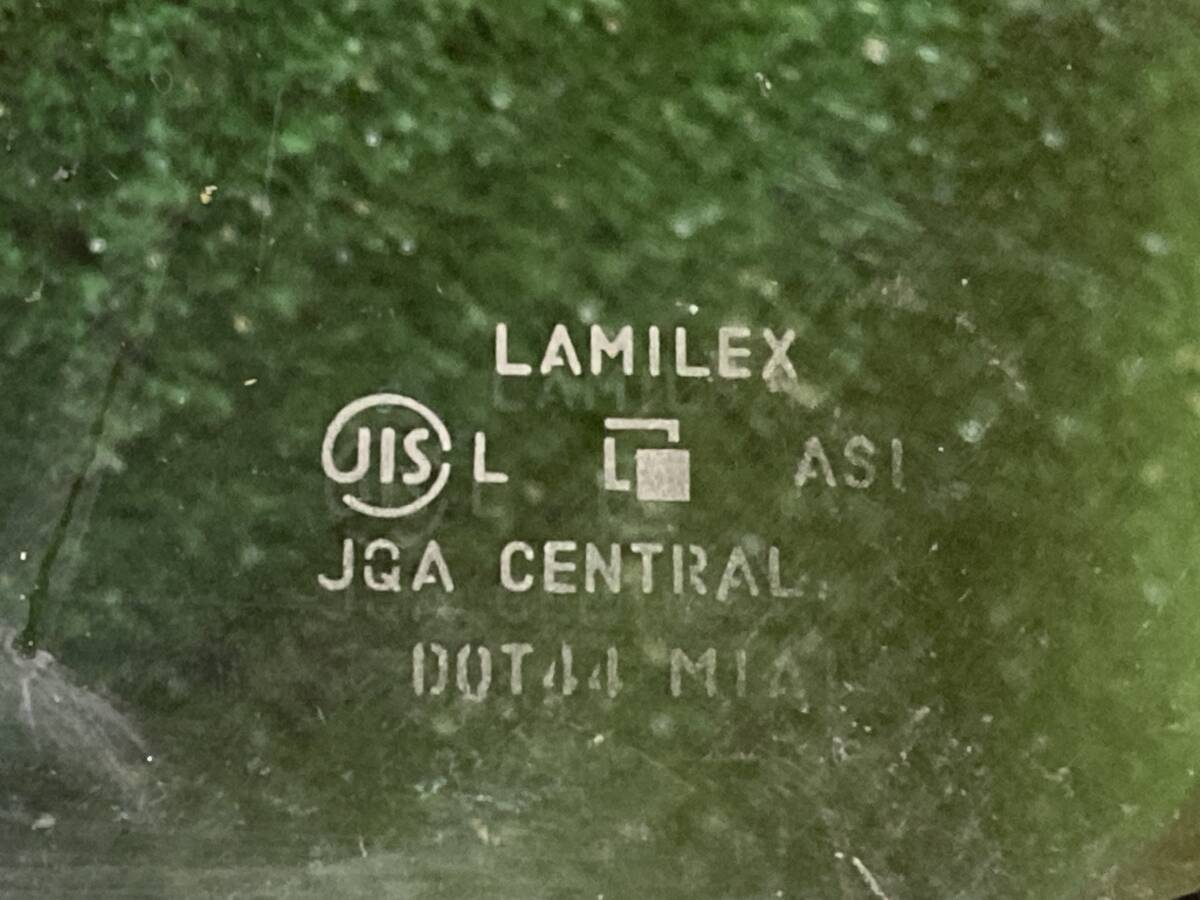 LAMILEX
JIS L L ASI
JQA CENTRAL
DOT44 M1A